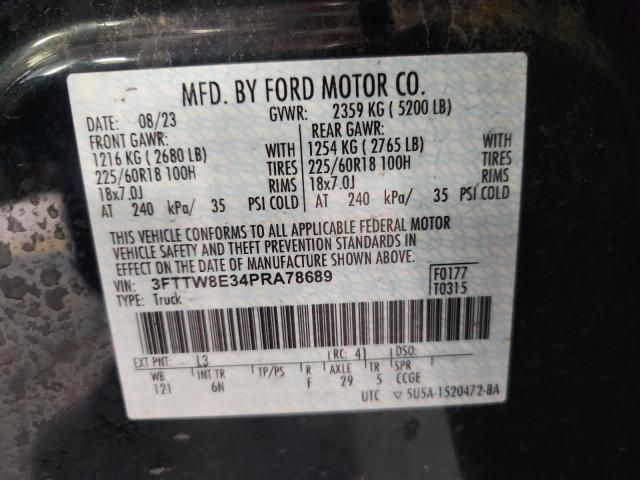 MFD. BY FORD MOTOR CO.
DATE: 08/23 GVWR: 2359 KG ( 5200 LB)
FRONT GAWR: REAR GAWR:
1216 KG ( 2680 LB) WITH 1254 KG ( 2765 LB) WITH
225/60R18 100H TIRES 225/60R18 100H TIRES
18x7.0J RIMS 18x7.0J RIMS
AT 240 kPa/ 35 PSI COLD AT 240 kPa/ 35 PSI COLD
THIS VEHICLE CONFORMS TO ALL APPLICABLE FEDERAL MOTOR
VEHICLE SAFETY AND THEFT PREVENTION STANDARDS IN
EFFECT ON THE DATE OF MANUFACTURE SHOWN ABOVE.
VIN: 3FTTW8E34PRA78689 F0177
TYPE: Truck T0315
EXT PNT: L3 RC: 41 DSO:
WB INT TR TP/PS R AXLE TR SPR
121 6N F 29 5 CCGE
UTC ▽ 5U5A-1520472-BA